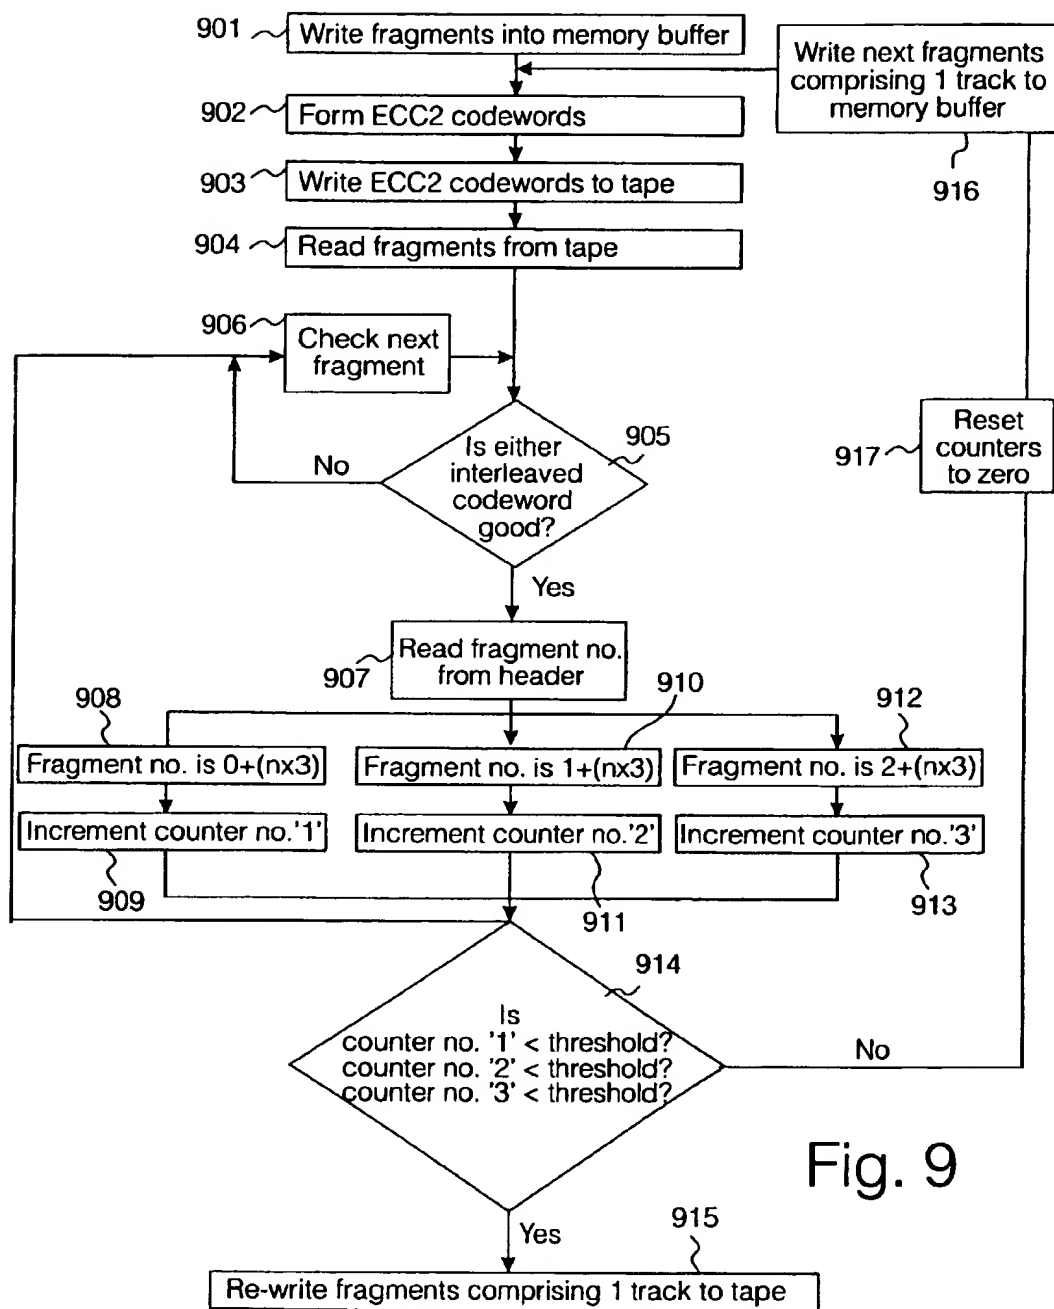 901
Write fragments into memory buffer
Write next fragments
comprising 1 track to
memory buffer
916
902
Form ECC2 codewords
903
Write ECC2 codewords to tape
904
Read fragments from tape
906
Check next
fragment
905
Is either
interleaved
codeword
good?
No
Yes
917
Reset
counters
to zero
907
Read fragment no.
from header
908
910
912
Fragment no. is 0+(nx3)
Fragment no. is 1+(nx3)
Fragment no. is 2+(nx3)
Increment counter no.'1'
Increment counter no.'2'
Increment counter no.'3'
909
911
913
914
Is
counter no. '1' < threshold?
counter no. '2' < threshold?
counter no. '3' < threshold?
No
Yes
Fig. 9
915
Re-write fragments comprising 1 track to tape